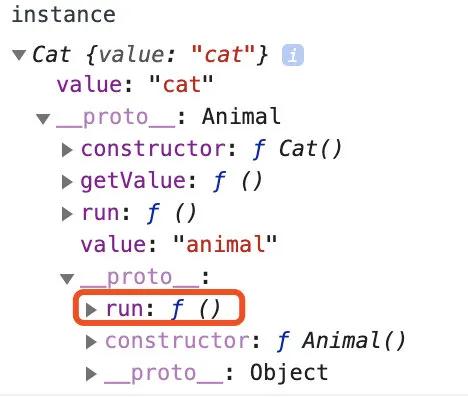 instance
▼ Cat {value: "cat"} i
value: "cat"
▼ __proto__: Animal
▶ constructor: ƒ Cat()
▶ getValue: ƒ ()
▶ run: ƒ ()
value: "animal"
▼ __proto__:
▶ run: ƒ ()
▶ constructor: ƒ Animal()
▶ __proto__: Object